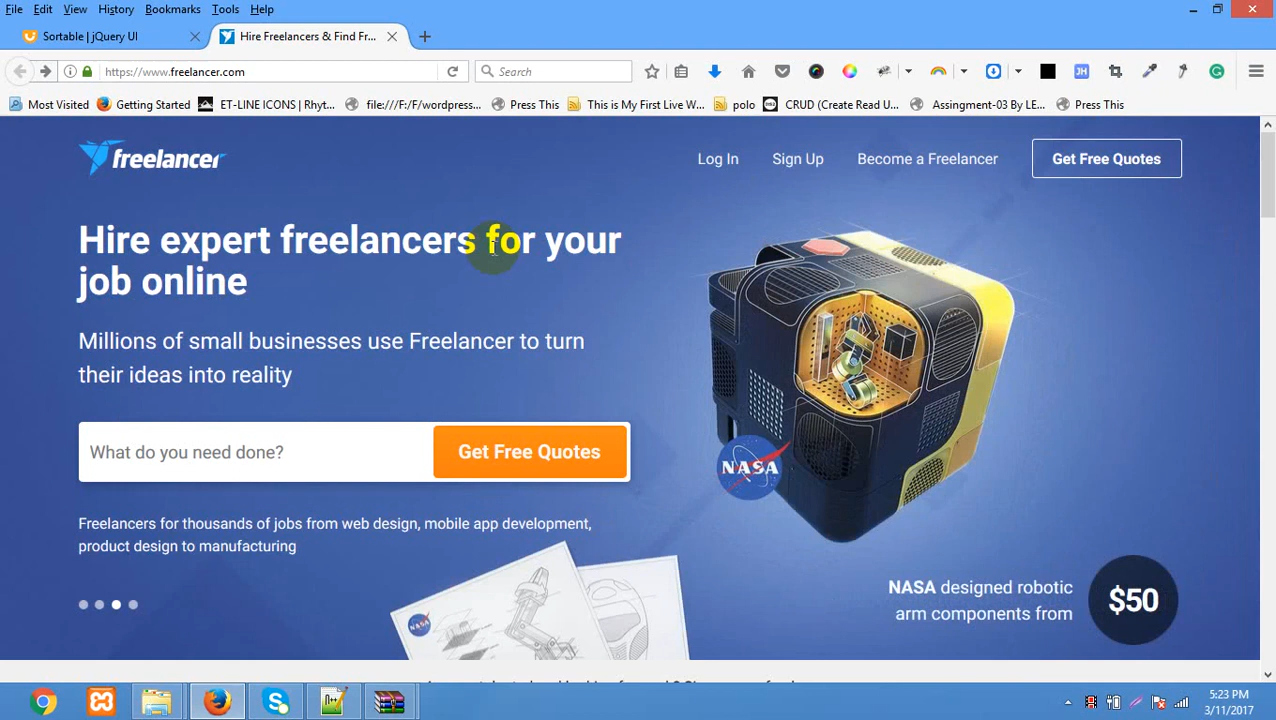 File Edit View History Bookmarks Tools Help
Sortable | jQuery UI
Hire Freelancers & Find Fr...
https://www.freelancer.com
Search
Most Visited
Getting Started
ET-LINE ICONS | Rhyt...
file:///F:/F/wordpress...
Press This
This is My First Live W...
polo
CRUD (Create Read U...
Assingment-03 By LE...
Press This
freelancer
Log In
Sign Up
Become a Freelancer
Get Free Quotes
Hire expert freelancers for your
job online
Millions of small businesses use Freelancer to turn
their ideas into reality
What do you need done?
Get Free Quotes
Freelancers for thousands of jobs from web design, mobile app development,
product design to manufacturing
NASA
NASA
NASA designed robotic
arm components from
$50
5:23 PM
3/11/2017